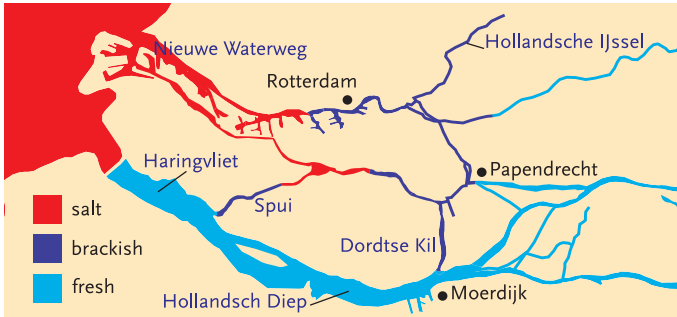 Nieuwe Waterweg
Hollandsche IJssel
Rotterdam
Haringvliet
Papendrecht
salt
Spui
brackish
Dordtse Kil
fresh
Hollandsch Diep
Moerdijk